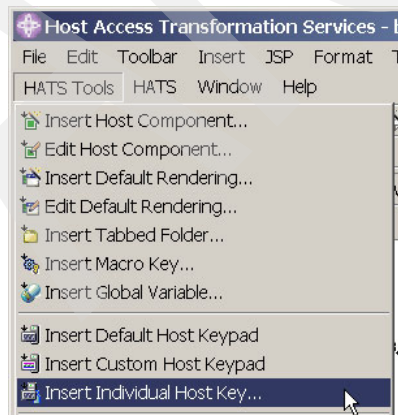 Host Access Transformation Services -
File Edit Toolbar Insert JSP Format
HATS Tools HATS Window Help
Insert Host Component...
Edit Host Component...
Insert Default Rendering...
Edit Default Rendering...
Insert Tabbed Folder...
Insert Macro Key...
Insert Global Variable...
Insert Default Host Keypad
Insert Custom Host Keypad
Insert Individual Host Key...